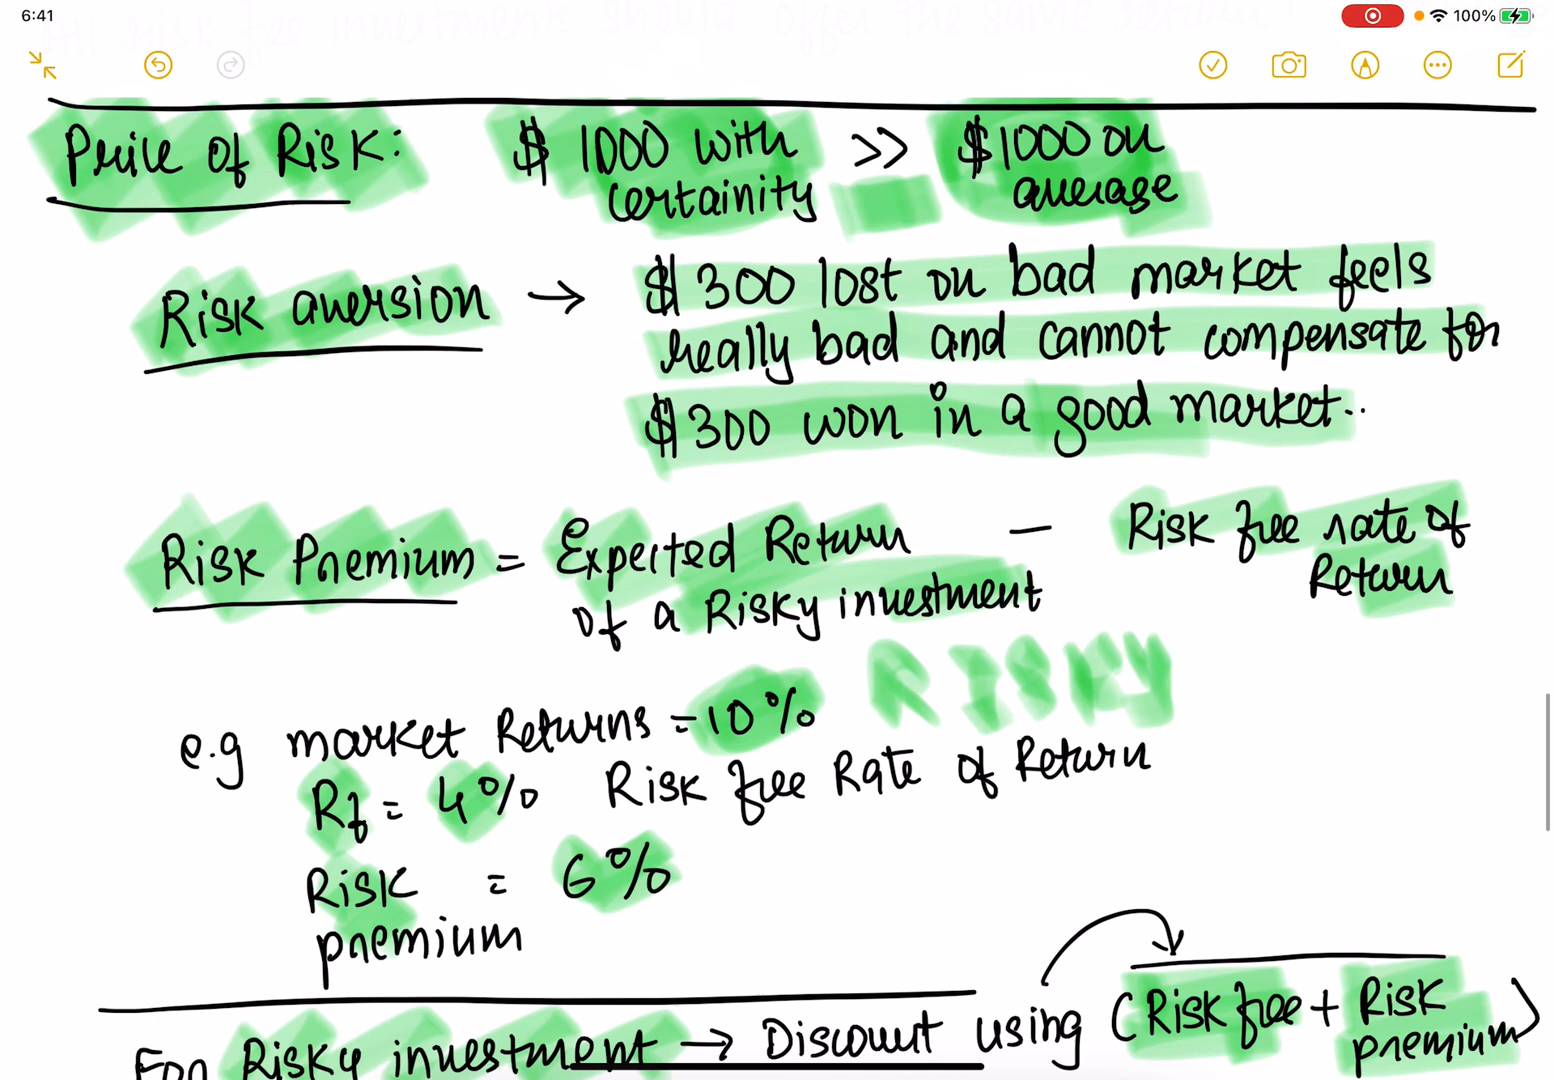 6:41
100%
Price of Risk: $ 1000 with certainity >> $1000 on average
Risk aversion → $300 lost on bad market feels
really bad and cannot compensate for
$300 won in a good market..
Risk Premium = Expected Return of a Risky investment − Risk free rate of Return
RISKY
e.g market Returns = 10%
Rf = 4% Risk free Rate of Return
Risk premium = 6%
For Risky investment → Discount using (Risk free + Risk premium)